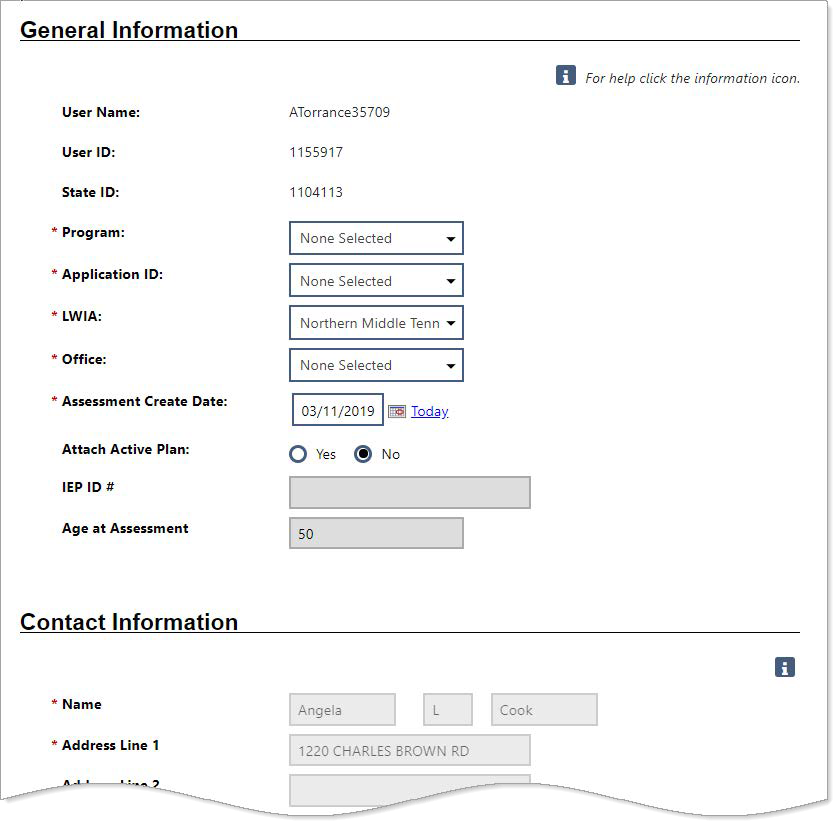 General Information
For help click the information icon.
User Name: ATorrance35709
User ID: 1155917
State ID: 1104113
* Program: None Selected
* Application ID: None Selected
* LWIA: Northern Middle Tenn
* Office: None Selected
* Assessment Create Date: 03/11/2019 Today
Attach Active Plan: Yes No
IEP ID #
Age at Assessment 50
Contact Information
* Name Angela L Cook
* Address Line 1 1220 CHARLES BROWN RD
Address Line 2